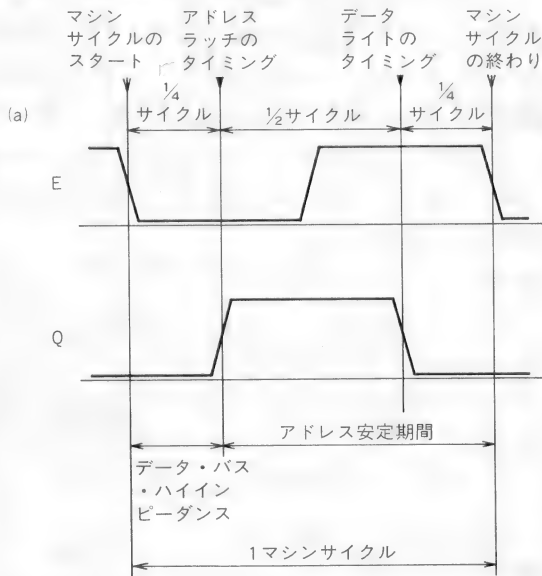 マシン
サイクルの
スタート
アドレス
ラッチの
タイミング
データ
ライトの
タイミング
マシン
サイクル
の終わり
(a)
1/4
サイクル
1/2サイクル
1/4
サイクル
E
Q
アドレス安定期間
データ・バス
・ハイイン
ピーダンス
1マシンサイクル